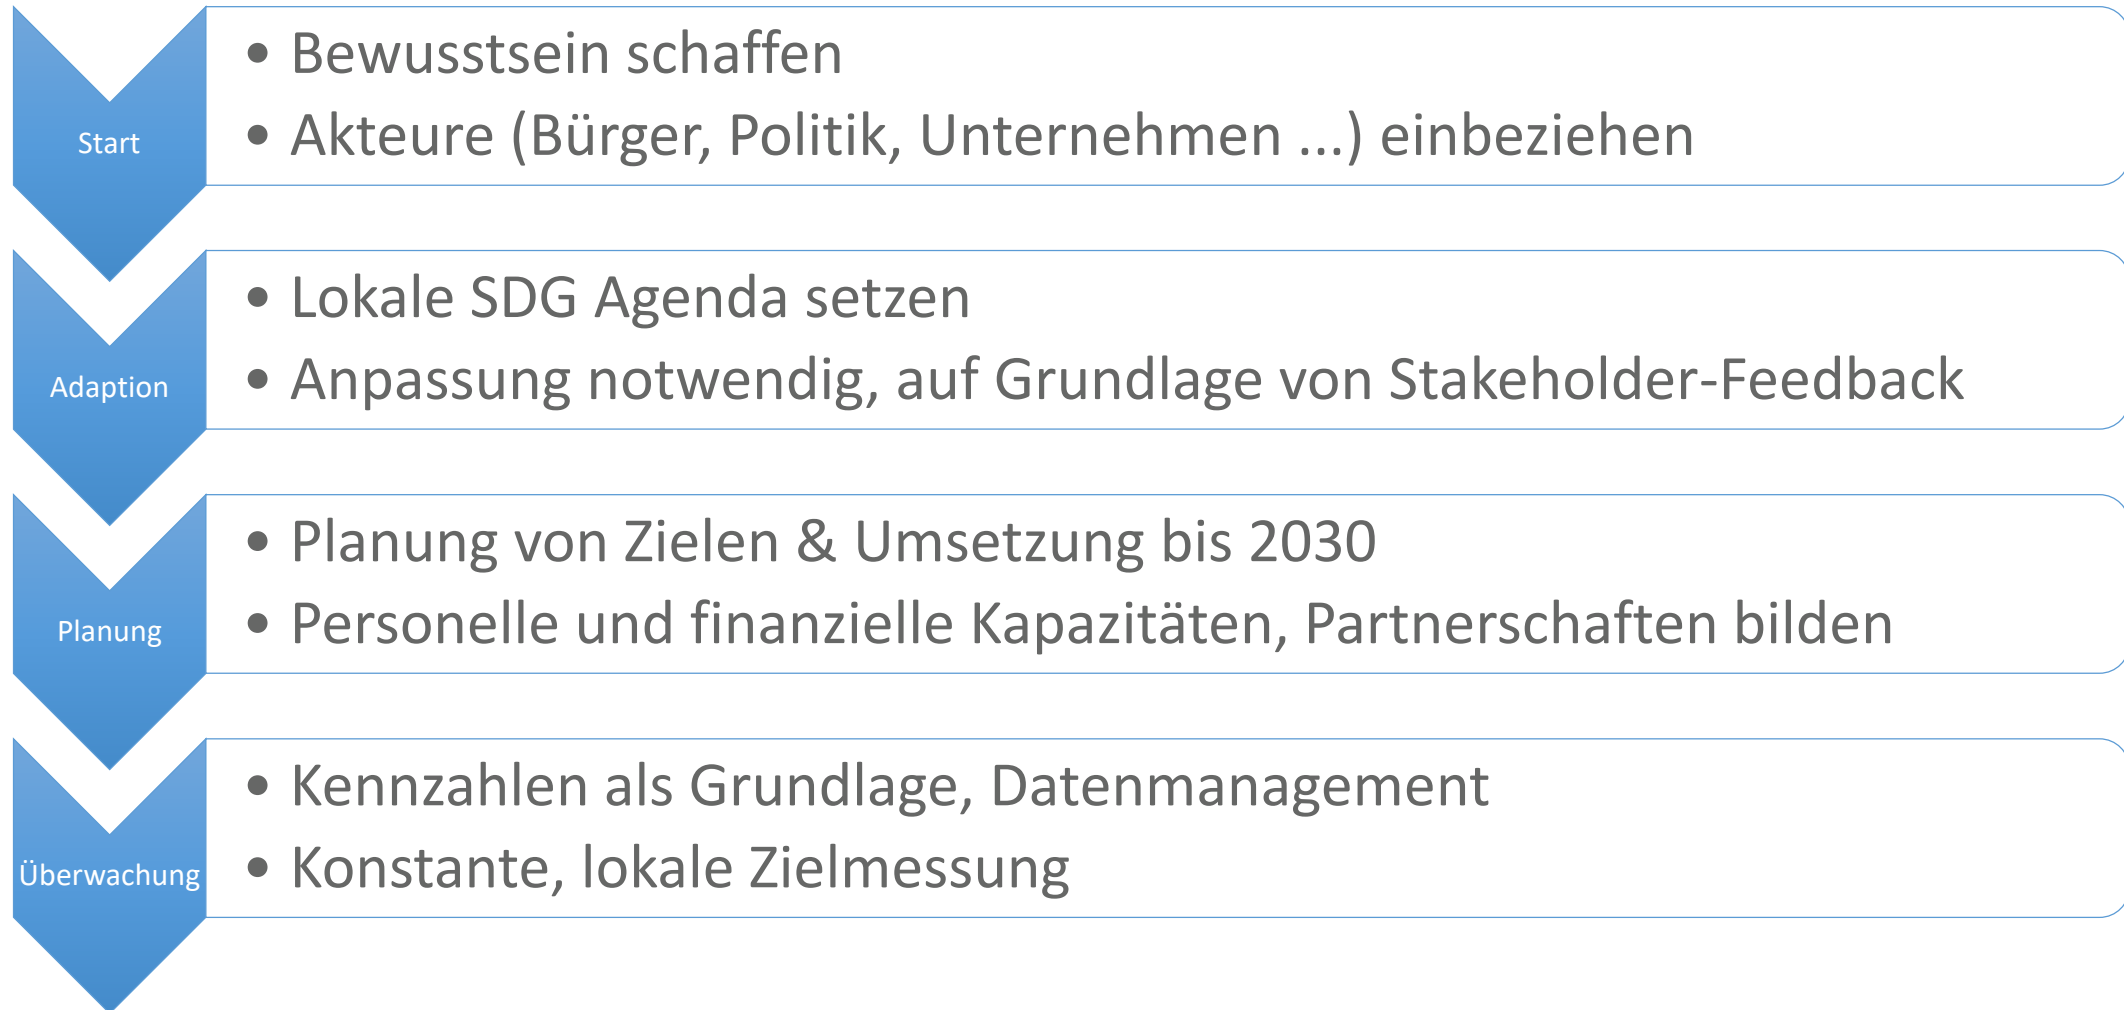 Start
• Bewusstsein schaffen
• Akteure (Bürger, Politik, Unternehmen ...) einbeziehen
Adaption
• Lokale SDG Agenda setzen
• Anpassung notwendig, auf Grundlage von Stakeholder-Feedback
Planung
• Planung von Zielen & Umsetzung bis 2030
• Personelle und finanzielle Kapazitäten, Partnerschaften bilden
Überwachung
• Kennzahlen als Grundlage, Datenmanagement
• Konstante, lokale Zielmessung